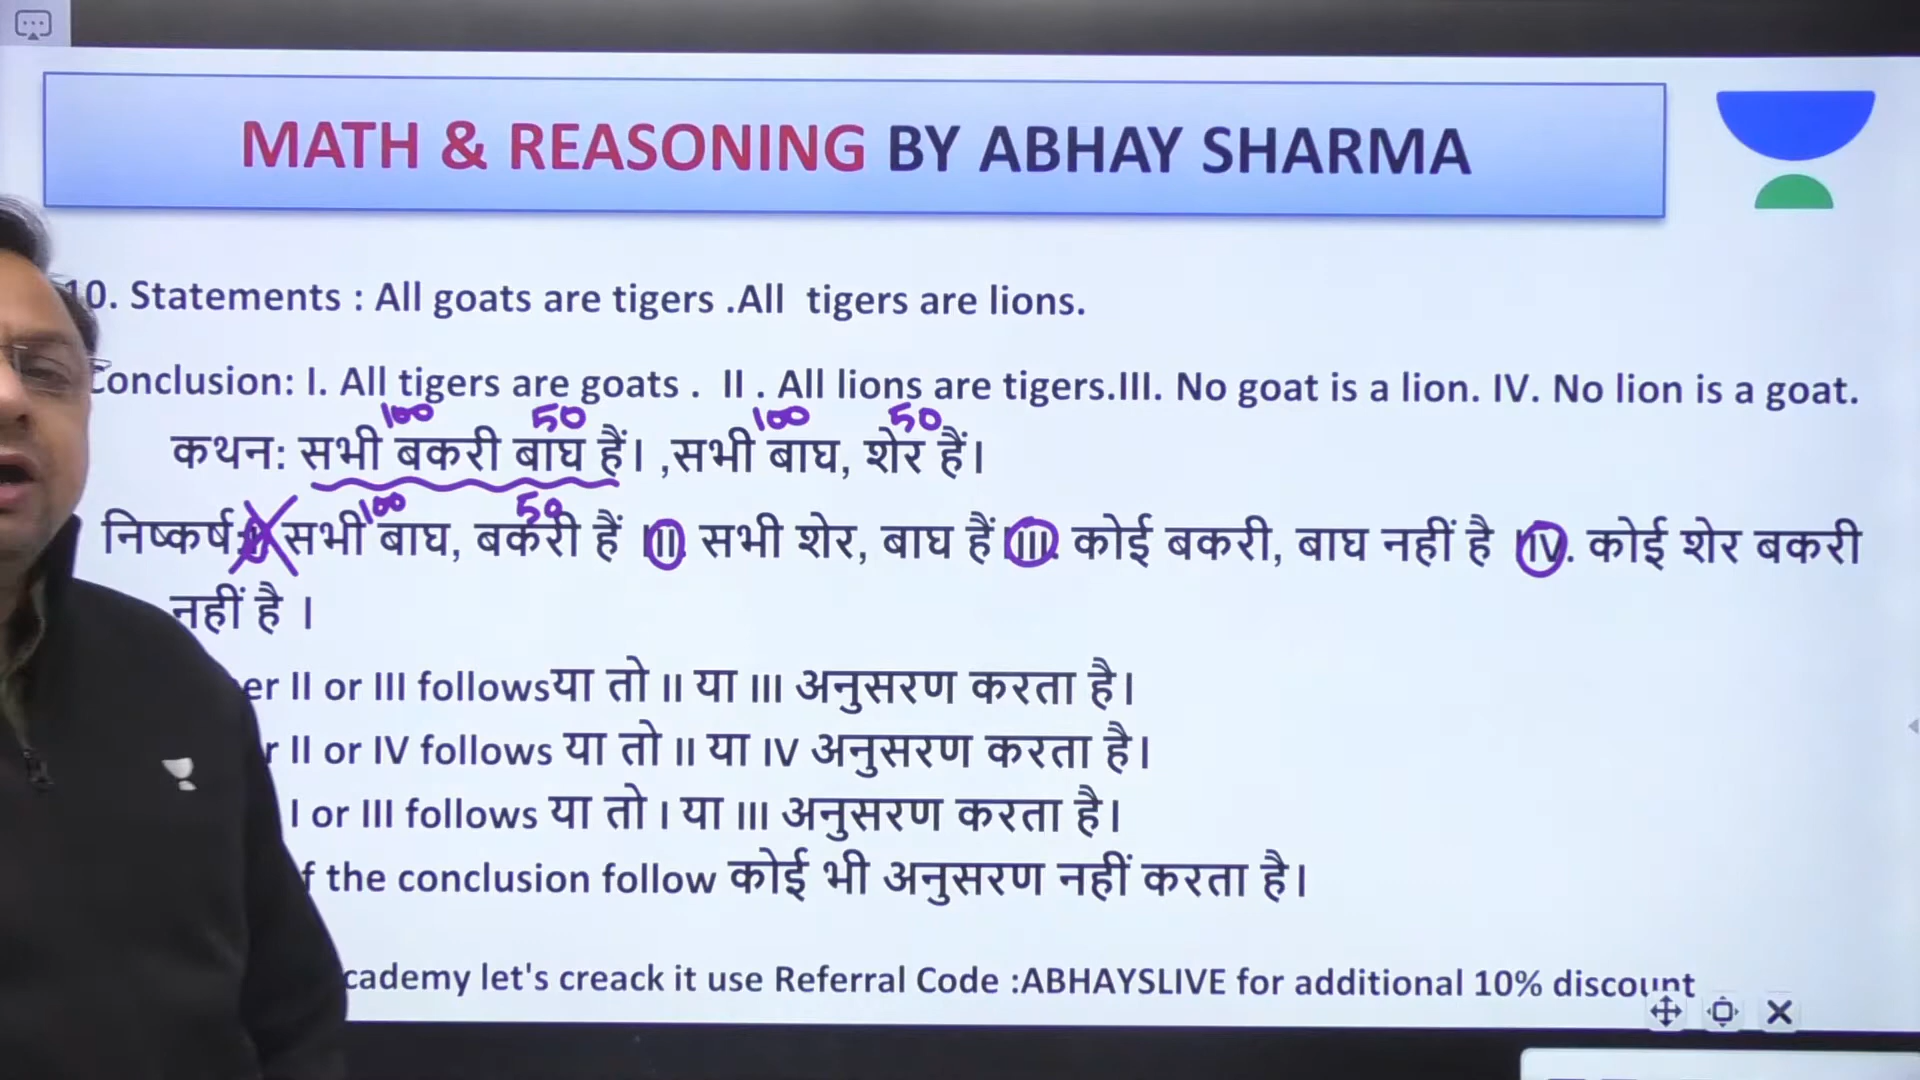 MATH & REASONING BY ABHAY SHARMA
10. Statements : All goats are tigers .All tigers are lions.
Conclusion: I. All tigers are goats . II . All lions are tigers.III. No goat is a lion. IV. No lion is a goat.
100 50 100 50
कथन: सभी बकरी बाघ हैं। ,सभी बाघ, शेर हैं।
100 50
निष्कर्ष: सभी बाघ, बकरी हैं II. सभी शेर, बाघ हैं III. कोई बकरी, बाघ नहीं है IV. कोई शेर बकरी
नहीं है ।
II or III followsया तो II या III अनुसरण करता है।
II or IV follows या तो II या IV अनुसरण करता है।
I or III follows या तो I या III अनुसरण करता है।
the conclusion follow कोई भी अनुसरण नहीं करता है।
let's creack it use Referral Code :ABHAYSLIVE for additional 10% discount